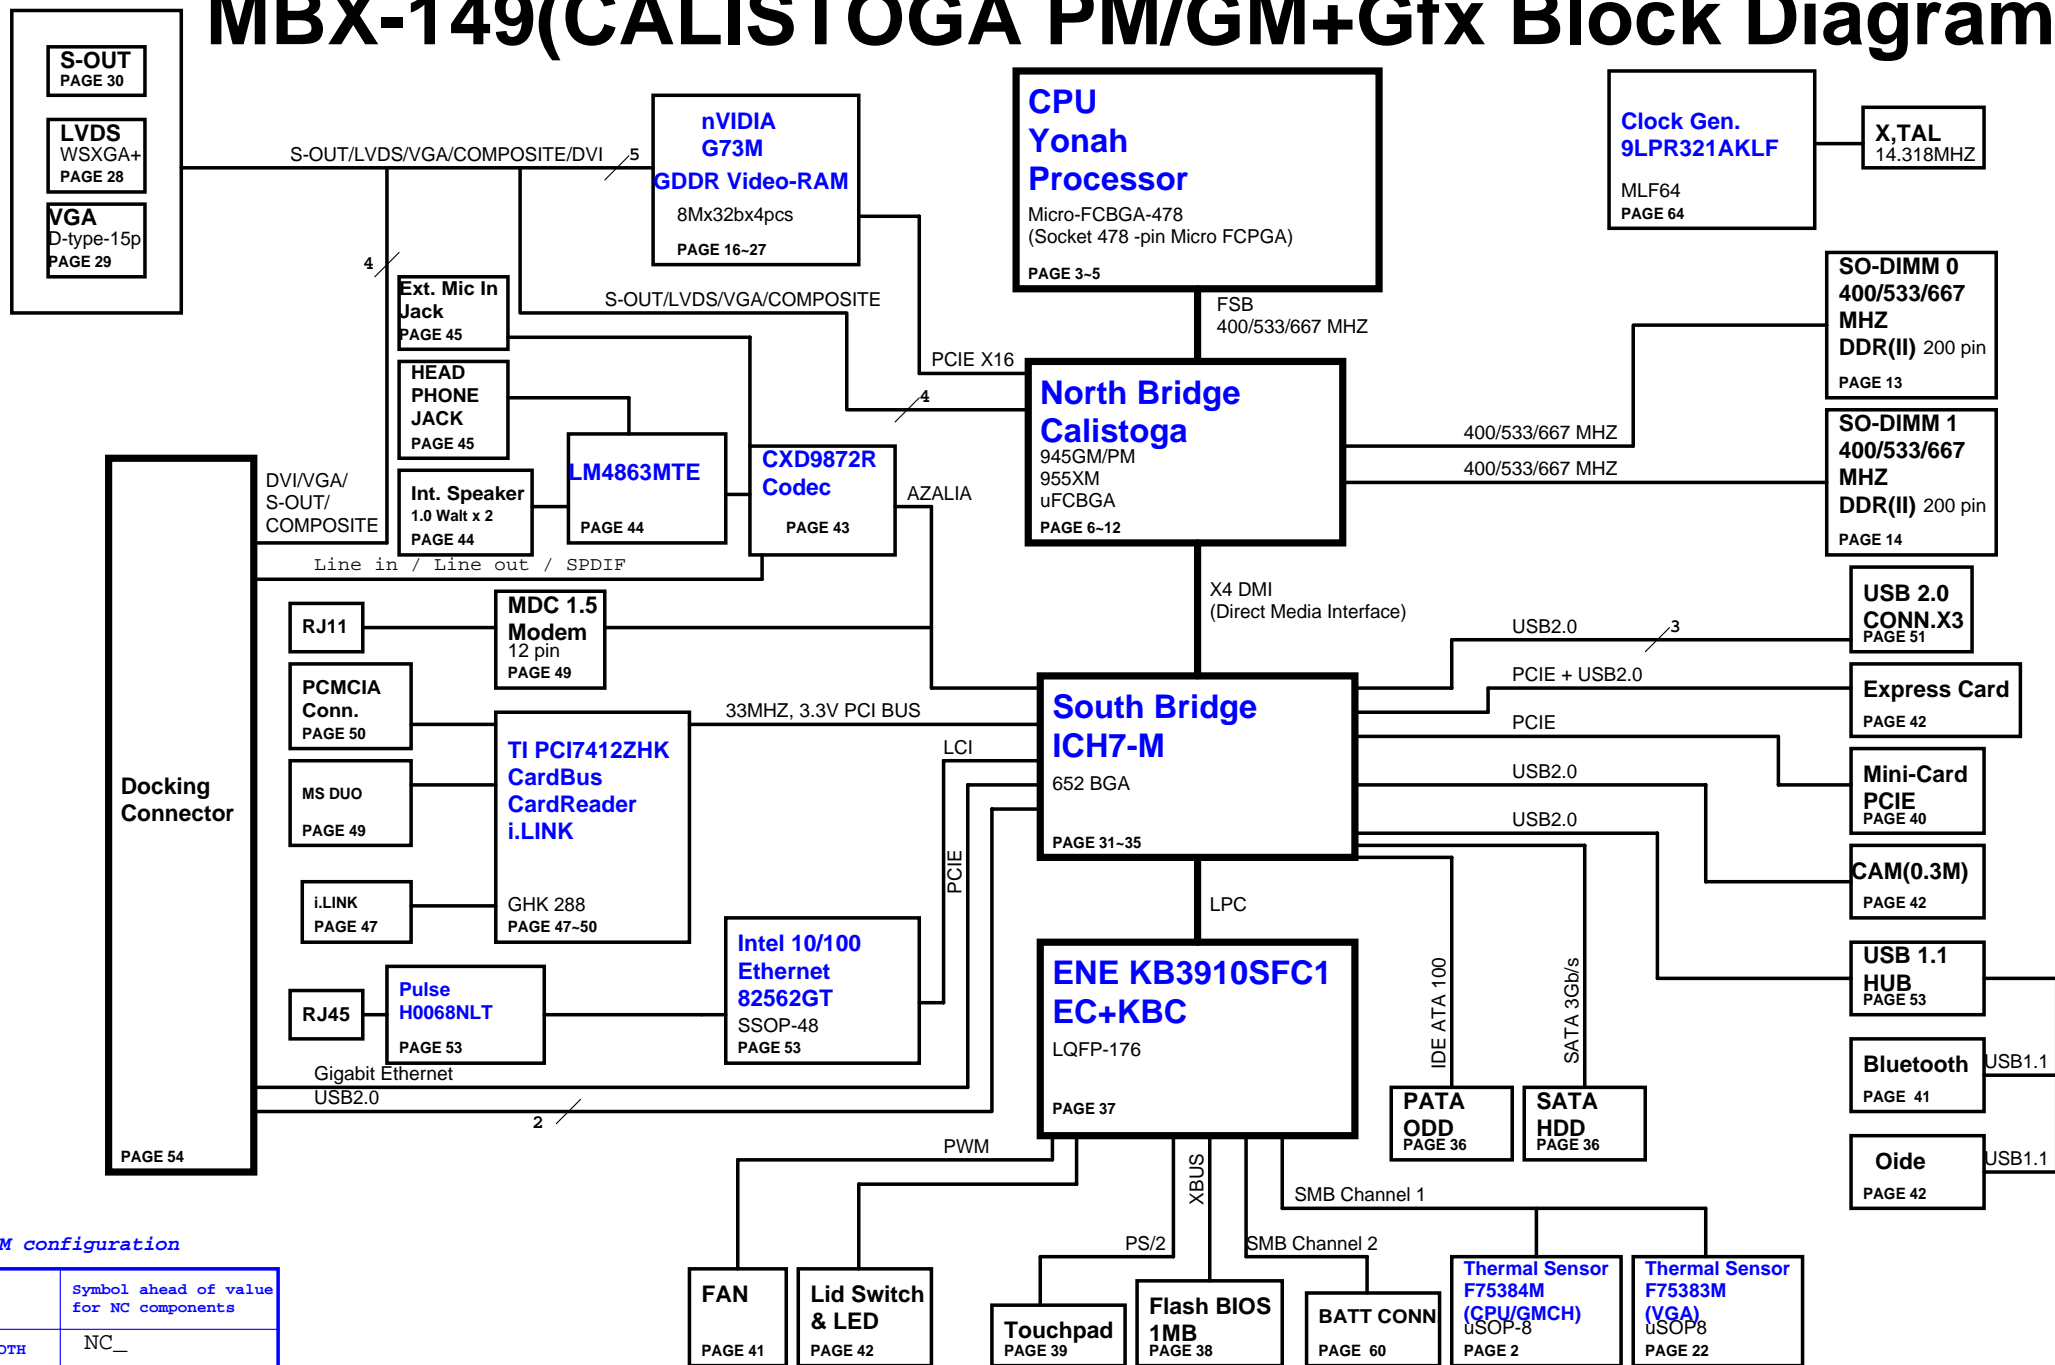 MBX-149(CALISTOGA PM/GM+Gfx Block Diagram
S-OUT
PAGE 30
LVDS
WSXGA+
PAGE 28
VGA
D-type-15p
PAGE 29
S-OUT/LVDS/VGA/COMPOSITE/DVI
5
nVIDIA
G73M
GDDR Video-RAM
8Mx32bx4pcs
PAGE 16~27
CPU
Yonah
Processor
Micro-FCBGA-478
(Socket 478 -pin Micro FCPGA)
PAGE 3~5
Clock Gen.
9LPR321AKLF
MLF64
PAGE 64
X,TAL
14.318MHZ
4
Ext. Mic In
Jack
PAGE 45
S-OUT/LVDS/VGA/COMPOSITE
FSB
400/533/667 MHZ
SO-DIMM 0
400/533/667
MHZ
DDR(II) 200 pin
PAGE 13
HEAD
PHONE
JACK
PAGE 45
PCIE X16
4
North Bridge
Calistoga
945GM/PM
955XM
uFCBGA
PAGE 6~12
400/533/667 MHZ
400/533/667 MHZ
SO-DIMM 1
400/533/667
MHZ
DDR(II) 200 pin
PAGE 14
DVI/VGA/
S-OUT/
COMPOSITE
Int. Speaker
1.0 Walt x 2
PAGE 44
LM4863MTE
PAGE 44
CXD9872R
Codec
PAGE 43
AZALIA
Line in / Line out / SPDIF
X4 DMI
(Direct Media Interface)
RJ11
MDC 1.5
Modem
12 pin
PAGE 49
USB2.0
3
USB 2.0
CONN.X3
PAGE 51
PCMCIA
Conn.
PAGE 50
33MHZ, 3.3V PCI BUS
South Bridge
ICH7-M
652 BGA
PAGE 31~35
PCIE + USB2.0
Express Card
PAGE 42
PCIE
Mini-Card
PCIE
PAGE 40
USB2.0
CAM(0.3M)
PAGE 42
USB2.0
USB 1.1
HUB
PAGE 53
TI PCI7412ZHK
CardBus
CardReader
i.LINK
GHK 288
PAGE 47~50
LCI
PCIE
Docking
Connector
PAGE 54
MS DUO
PAGE 49
i.LINK
PAGE 47
LPC
Intel 10/100
Ethernet
82562GT
SSOP-48
PAGE 53
RJ45
Pulse
H0068NLT
PAGE 53
Gigabit Ethernet
USB2.0
2
ENE KB3910SFC1
EC+KBC
LQFP-176
PAGE 37
IDE ATA 100
SATA 3Gb/s
PATA
ODD
PAGE 36
SATA
HDD
PAGE 36
Bluetooth
PAGE 41
USB1.1
Oide
PAGE 42
USB1.1
PWM
XBUS
PS/2
SMB Channel 1
SMB Channel 2
M configuration
Symbol ahead of value
for NC components
OTH
NC_
FAN
PAGE 41
Lid Switch
& LED
PAGE 42
Touchpad
PAGE 39
Flash BIOS
1MB
PAGE 38
BATT CONN
PAGE 60
Thermal Sensor
F75384M
(CPU/GMCH)
uSOP-8
PAGE 2
Thermal Sensor
F75383M
(VGA)
uSOP8
PAGE 22